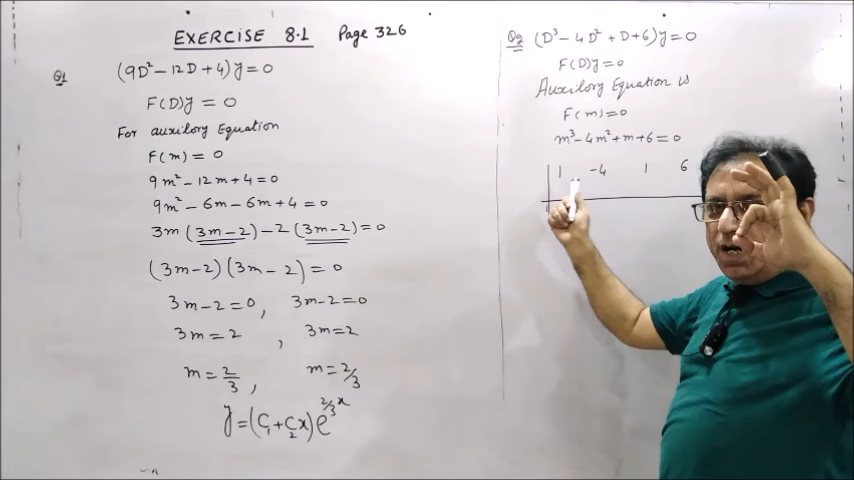 EXERCISE 8.1 Page 326
Q1 (9D² - 12D + 4)y = 0
F(D)y = 0
For auxilory Equation
F(m) = 0
9m² - 12m + 4 = 0
9m² - 6m - 6m + 4 = 0
3m(3m-2) - 2(3m-2) = 0
(3m-2)(3m-2) = 0
3m-2 = 0, 3m-2 = 0
3m = 2, 3m = 2
m = 2/3, m = 2/3
y = (C₁ + C₂x)e^(2/3 x)
Q2 (D³ - 4D² + D + 6)y = 0
F(D)y = 0
Auxilory Equation is
F(m) = 0
m³ - 4m² + m + 6 = 0
1 -4 1 6